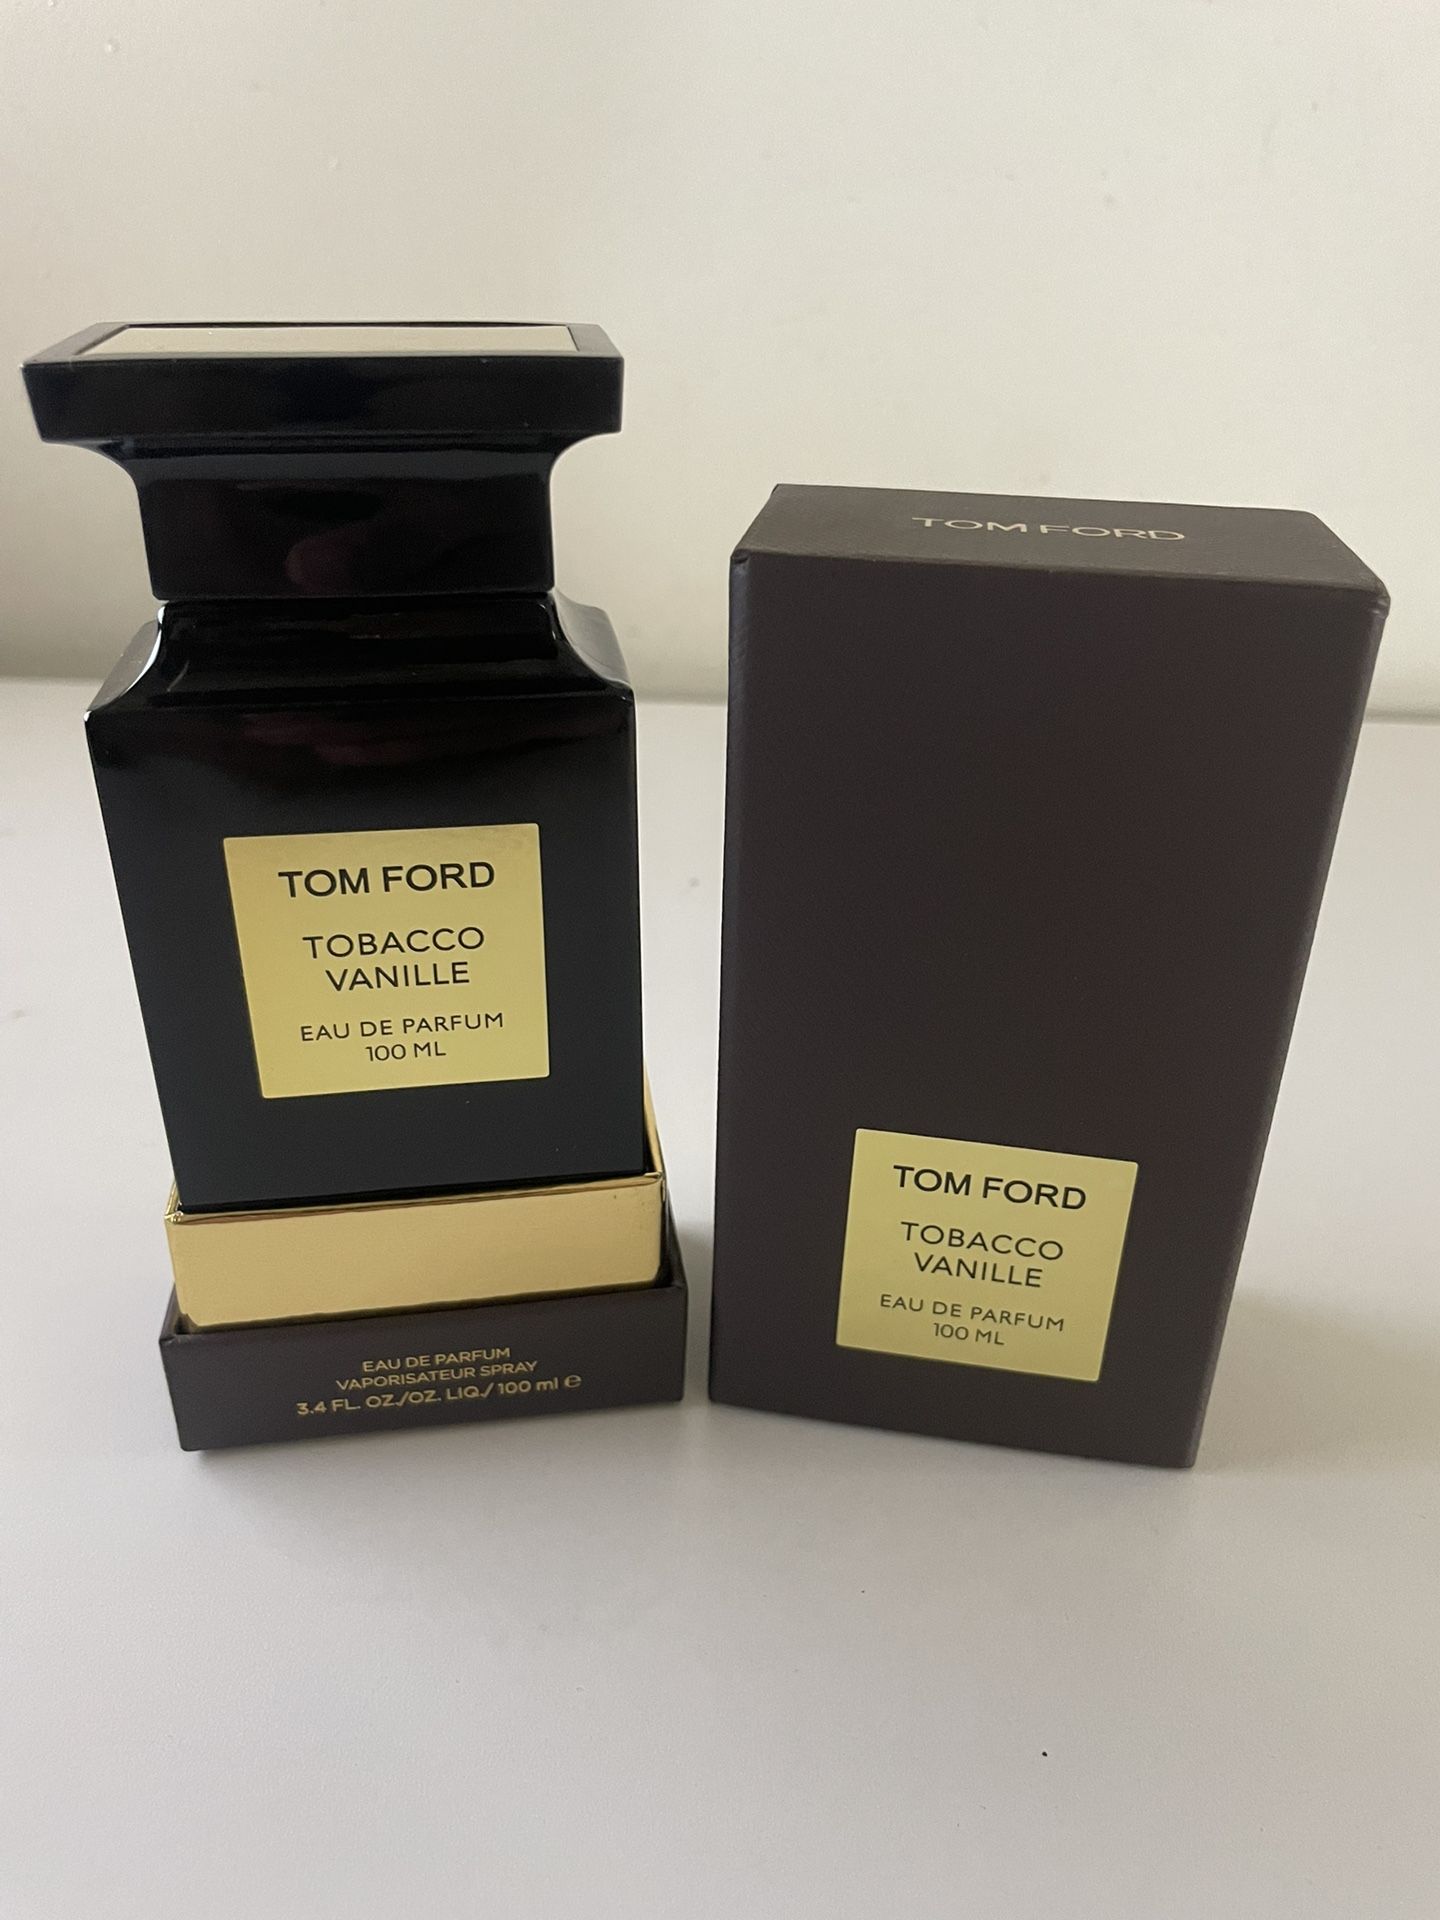 TOM FORD
TOBACCO
VANILLE
EAU DE PARFUM
100 ML
EAU DE PARFUM
VAPORISATEUR SPRAY
3.4 FL. OZ./OZ. LIQ./ 100 ml ℮
TOM FORD
TOM FORD
TOBACCO
VANILLE
EAU DE PARFUM
100 ML